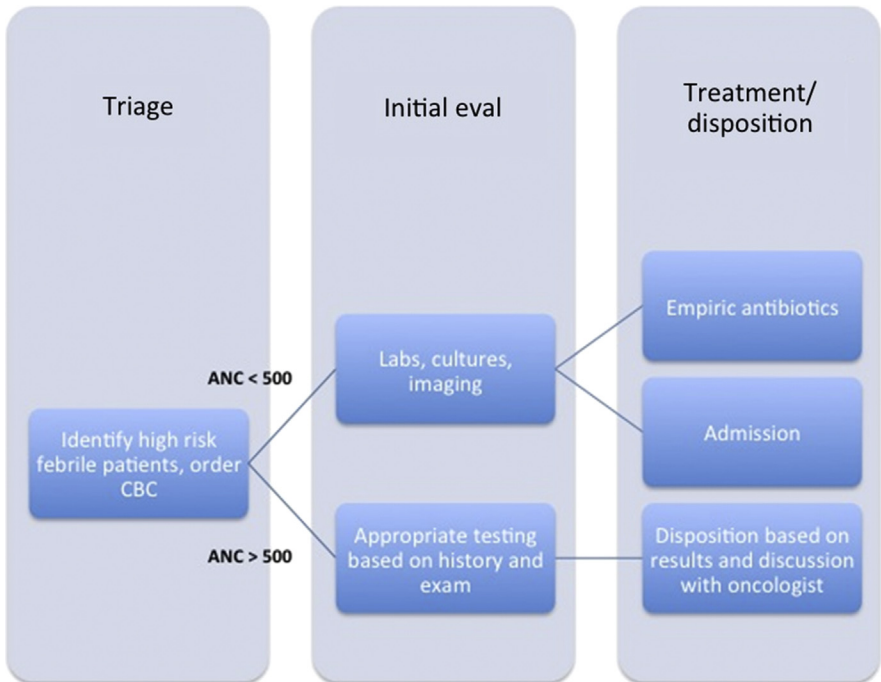 Triage
Initial eval
Treatment/
disposition
Empiric antibiotics
Labs, cultures,
imaging
ANC < 500
Admission
Identify high risk
febrile patients, order
CBC
ANC > 500
Appropriate testing
based on history and
exam
Disposition based on
results and discussion
with oncologist